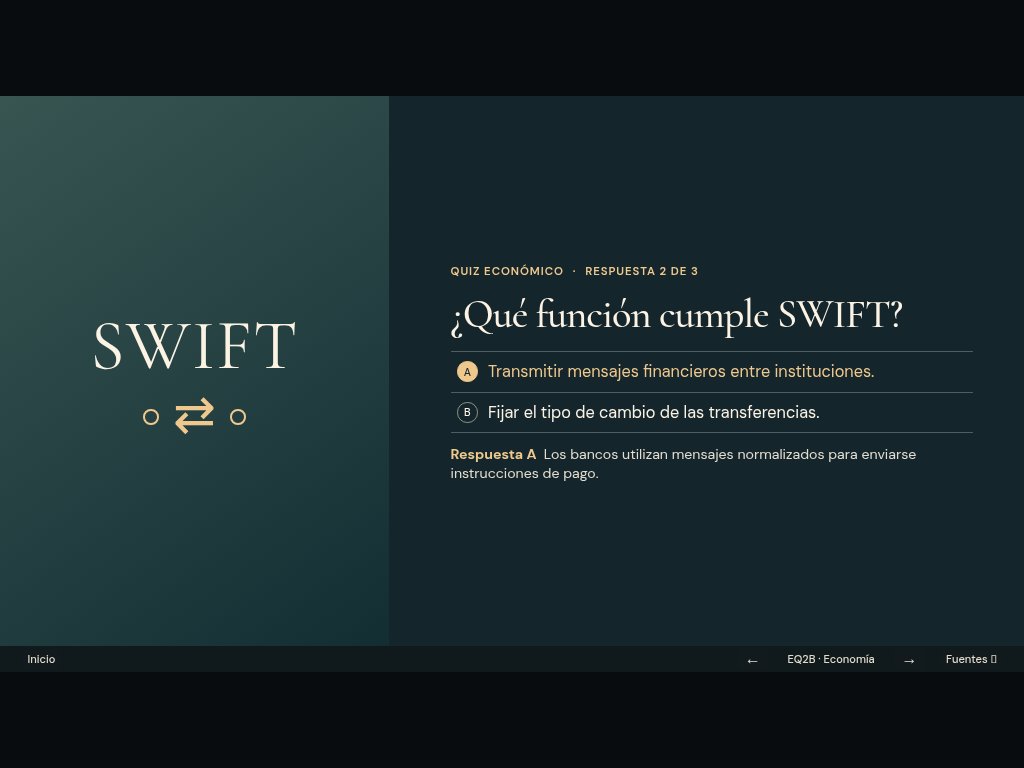 SWIFT
QUIZ ECONÓMICO · RESPUESTA 2 DE 3
¿Qué función cumple SWIFT?
A Transmitir mensajes financieros entre instituciones.
B Fijar el tipo de cambio de las transferencias.
Respuesta A Los bancos utilizan mensajes normalizados para enviarse
instrucciones de pago.
Inicio ← EQ2B · Economía → Fuentes